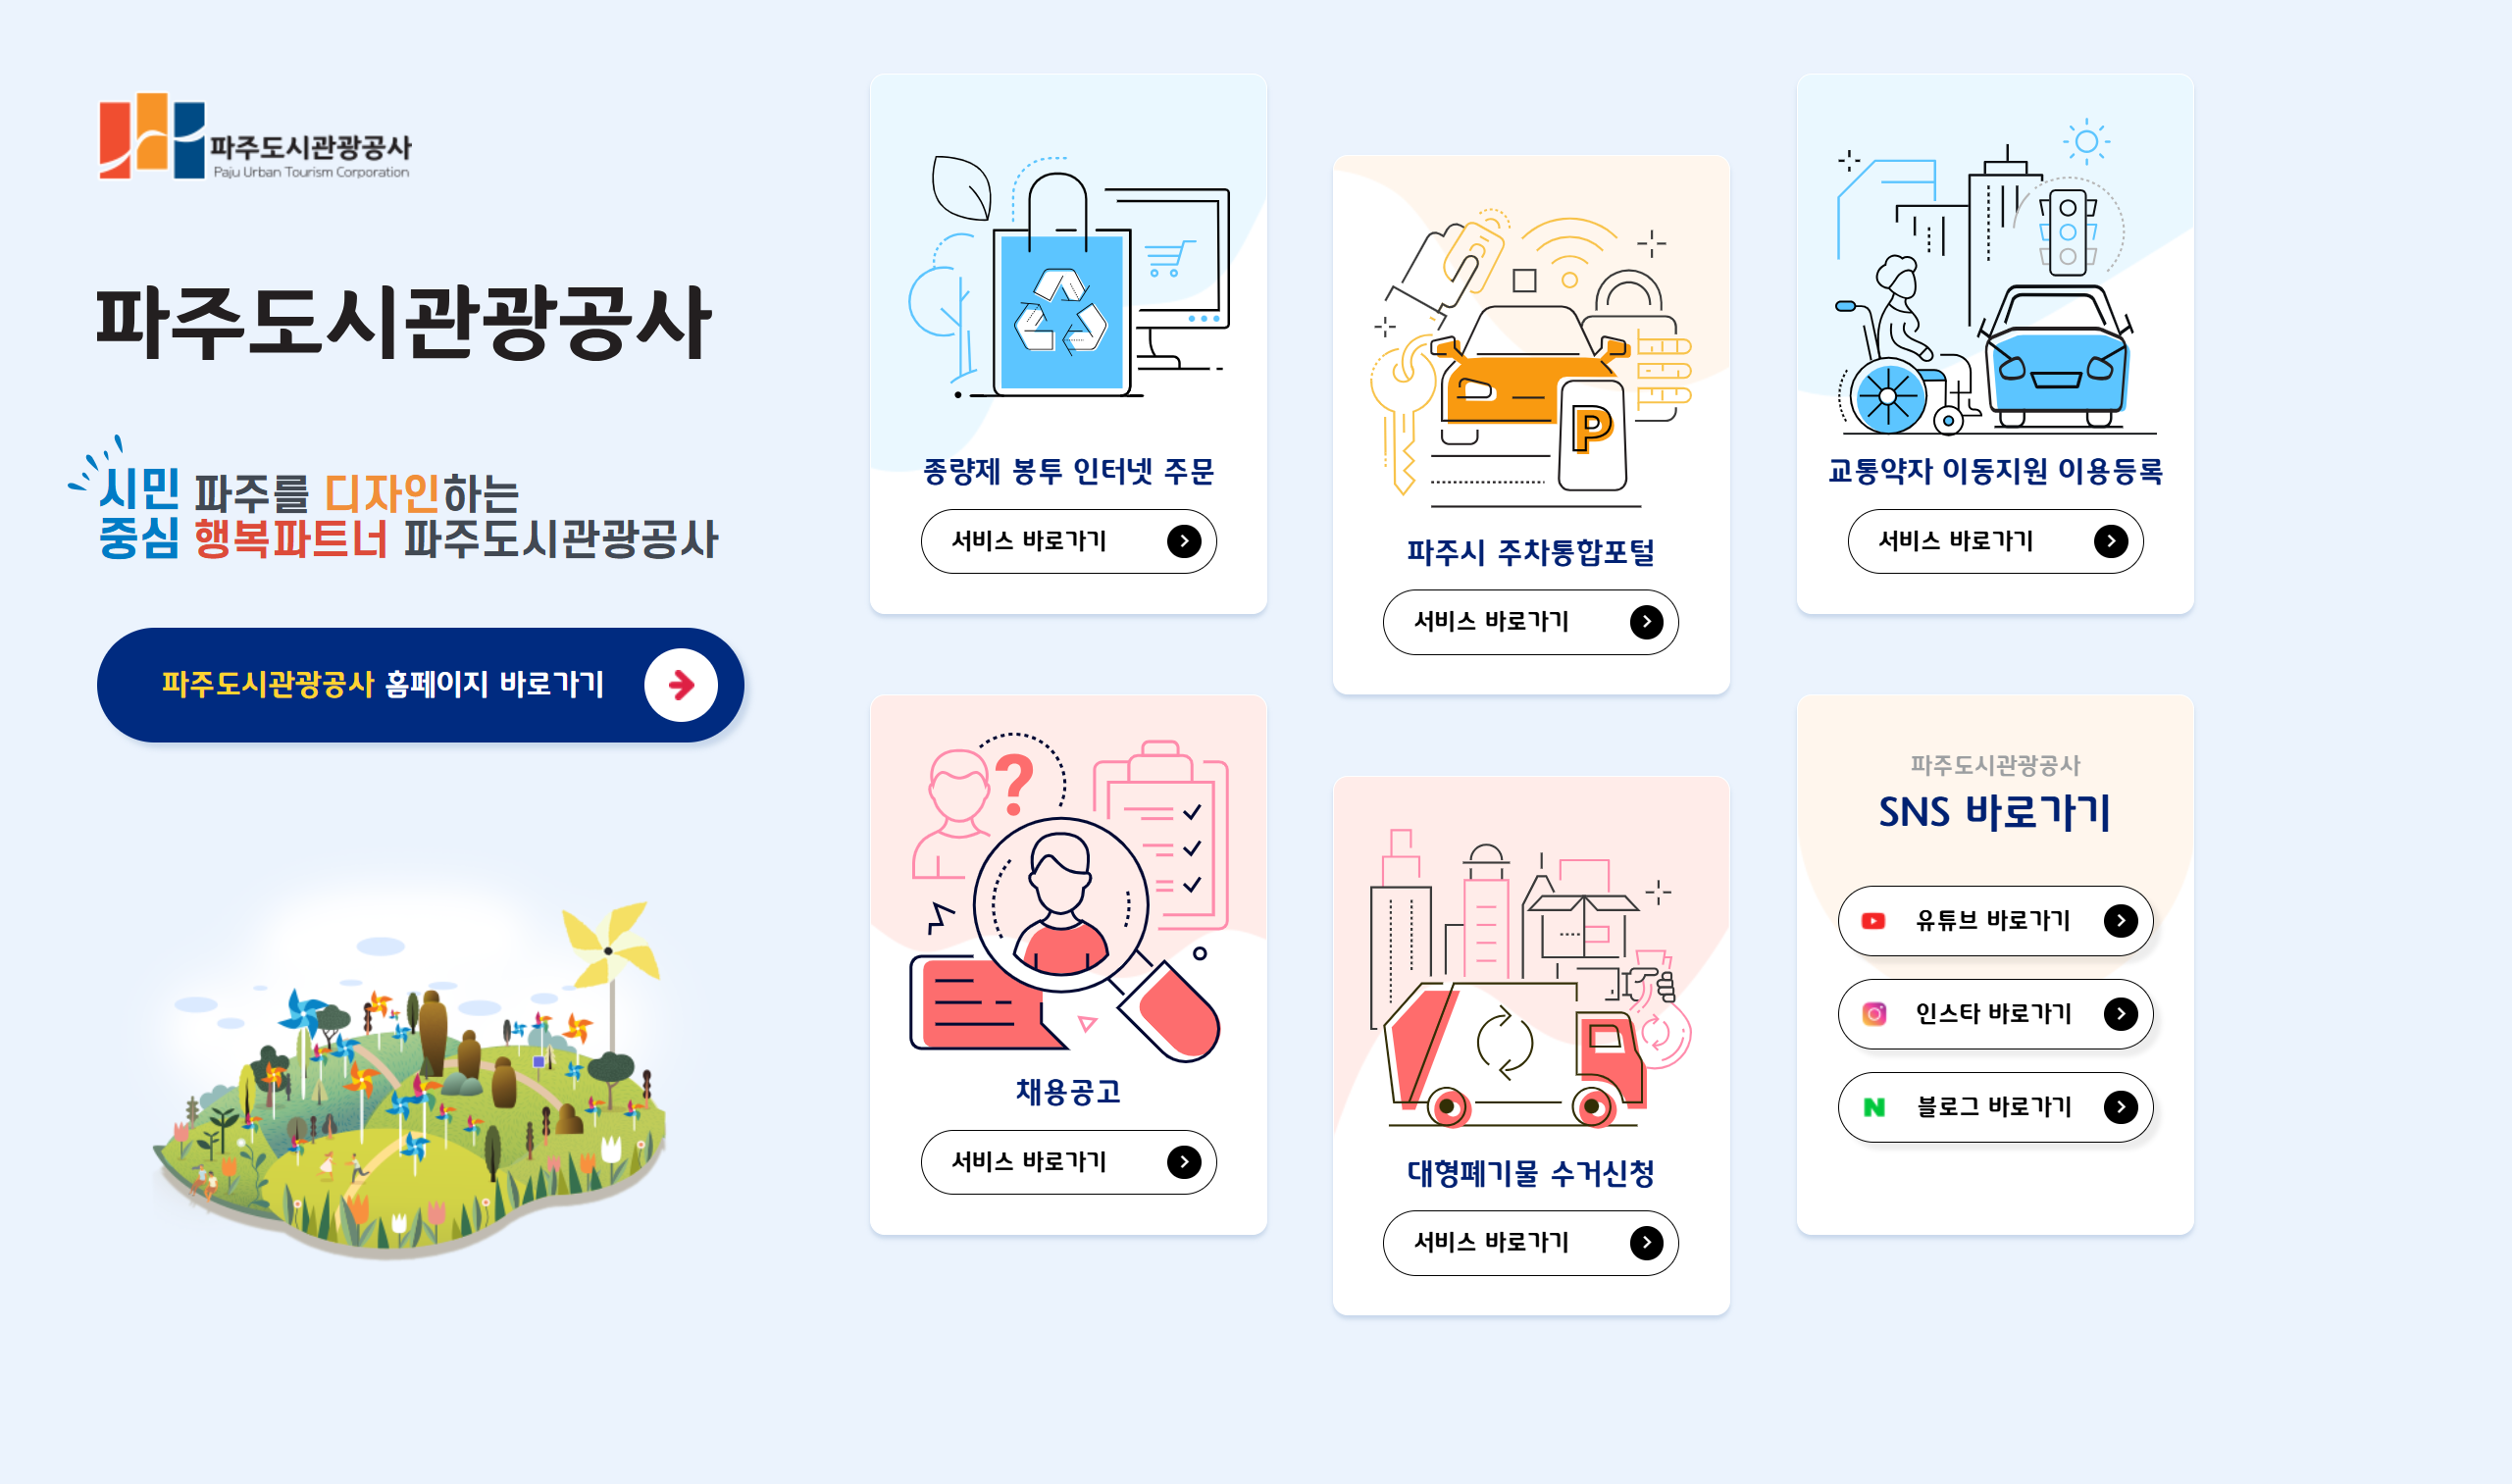 파주도시관광공사
Paju Urban Tourism Corporation
파주도시관광공사
시민 파주를 디자인하는
중심 행복파트너 파주도시관광공사
파주도시관광공사 홈페이지 바로가기
종량제 봉투 인터넷 주문
서비스 바로가기
P
파주시 주차통합포털
서비스 바로가기
교통약자 이동지원 이용등록
서비스 바로가기
?
채용공고
서비스 바로가기
대형폐기물 수거신청
서비스 바로가기
파주도시관광공사
SNS 바로가기
유튜브 바로가기
인스타 바로가기
N 블로그 바로가기